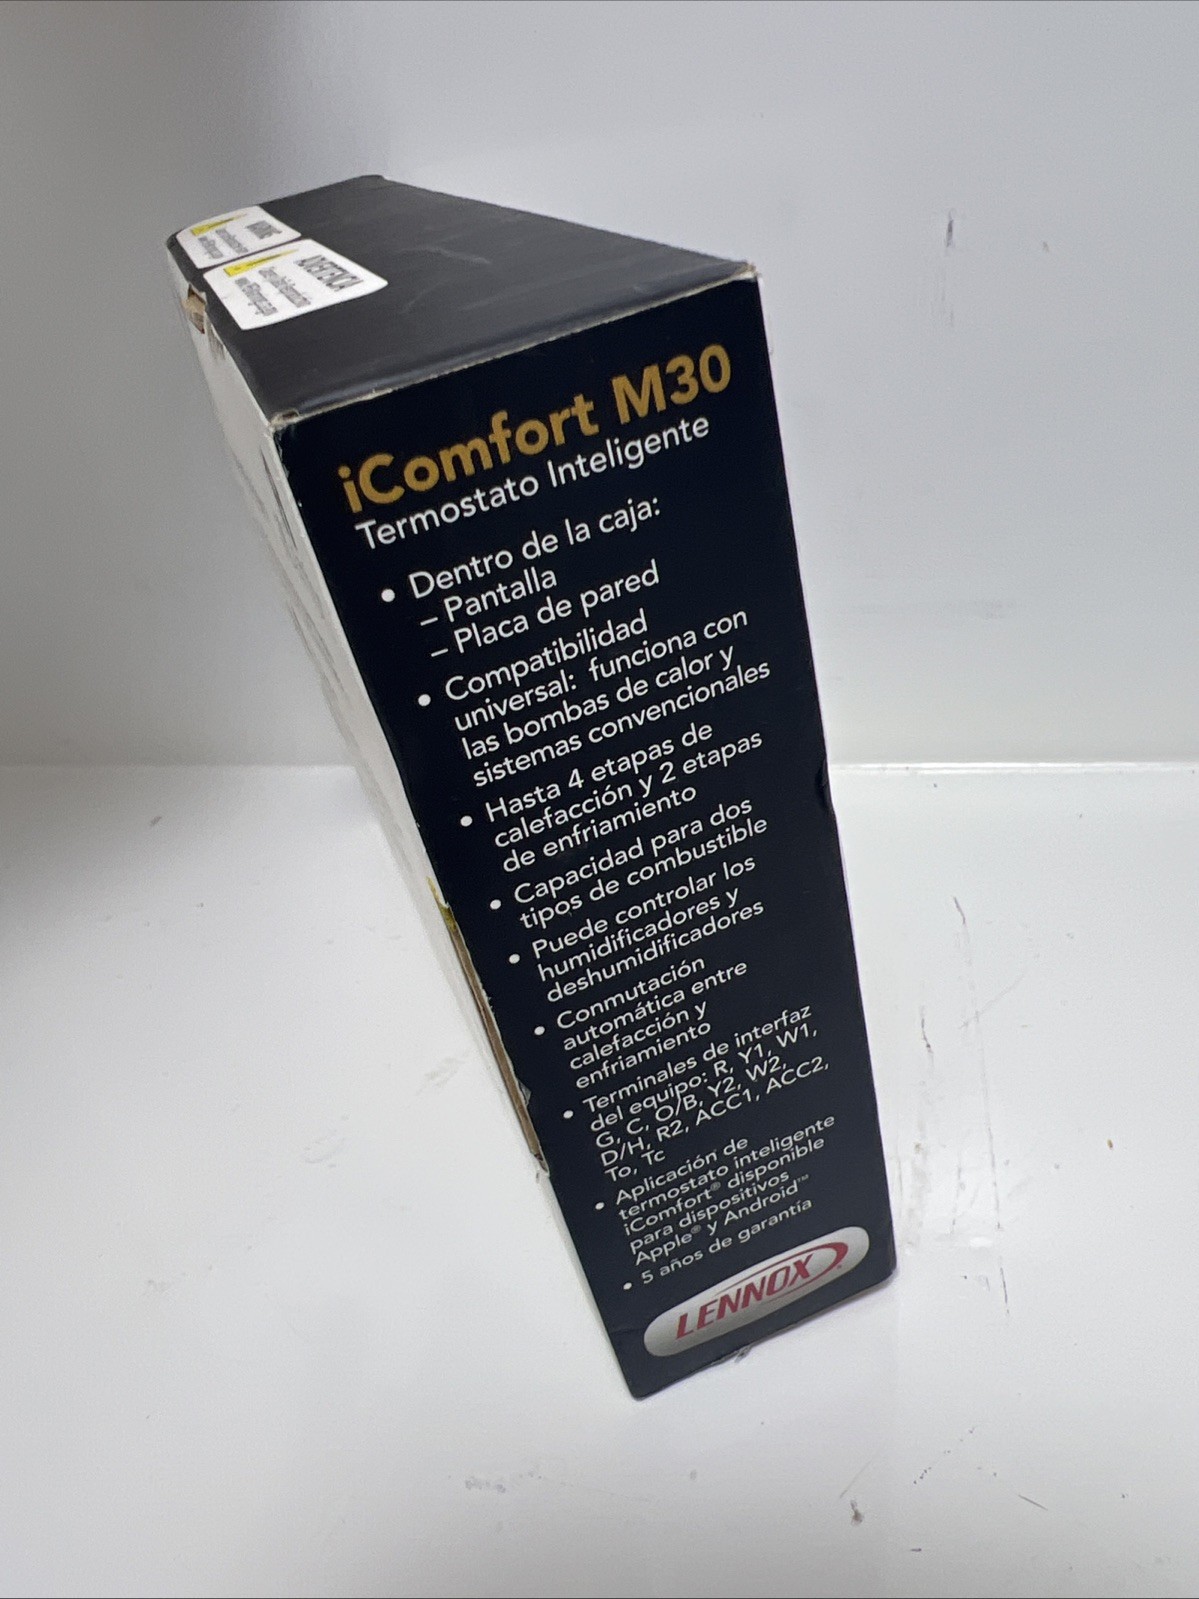 WARNING
ADVERTENCIA
iComfort M30
Termostato Inteligente
• Dentro de la caja:
– Pantalla
– Placa de pared
• Compatibilidad
universal: funciona con
las bombas de calor y
sistemas convencionales
• Hasta 4 etapas de
calefacción y 2 etapas
de enfriamiento
• Capacidad para dos
tipos de combustible
• Puede controlar los
humidificadores y
deshumidificadores
• Conmutación
automática entre
calefacción y
enfriamiento
• Terminales de interfaz
del equipo: R, Y1, W1,
G, C, O/B, Y2, W2,
D/H, R2, ACC1, ACC2,
To, Tc
• Aplicación de
termostato inteligente
iComfort® disponible
para dispositivos
Apple® y Android™
• 5 años de garantía
LENNOX